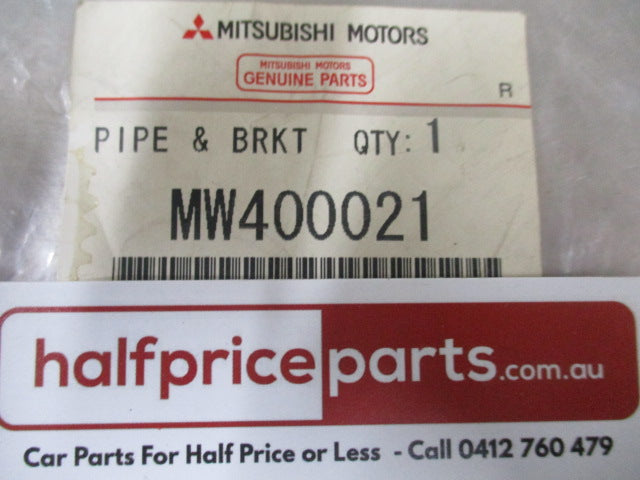 MITSUBISHI MOTORS
MITSUBISHI MOTORS
GENUINE PARTS
R
PIPE & BRKT QTY: 1
MW400021
halfpriceparts.com.au
Car Parts For Half Price or Less - Call 0412 760 479